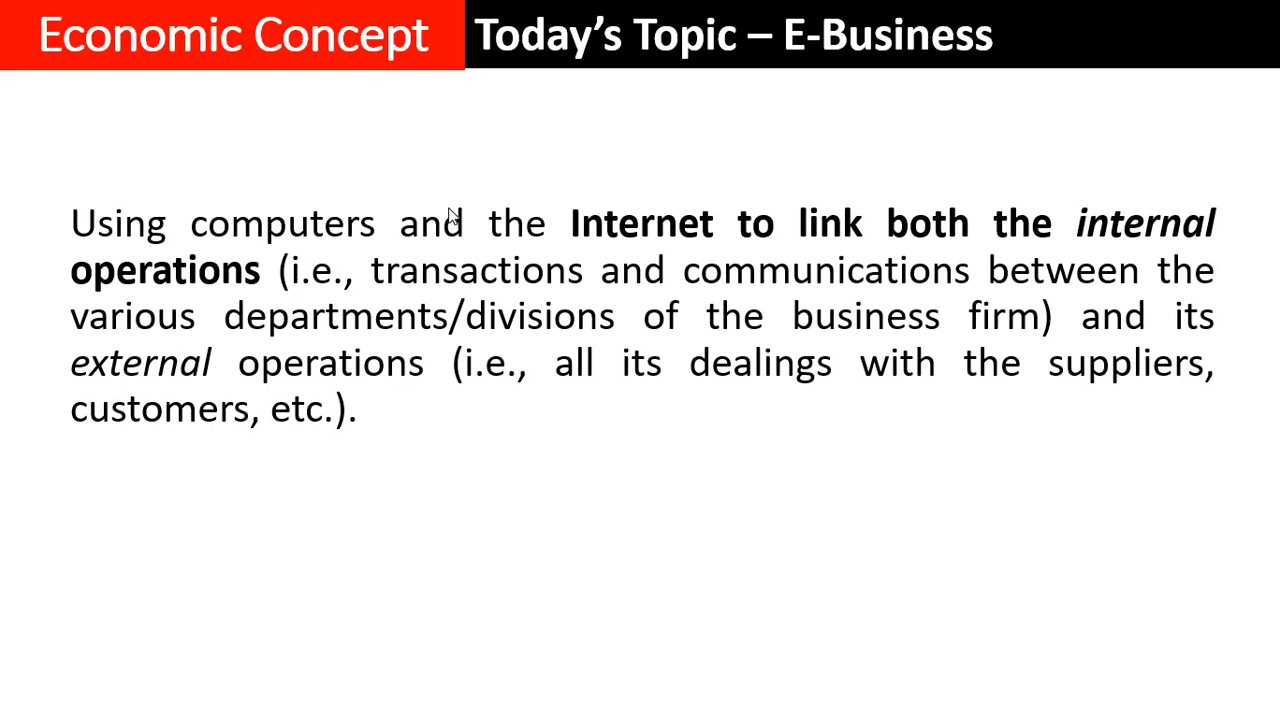 Economic Concept Today's Topic – E-Business
Using computers and the Internet to link both the internal
operations (i.e., transactions and communications between the
various departments/divisions of the business firm) and its
external operations (i.e., all its dealings with the suppliers,
customers, etc.).